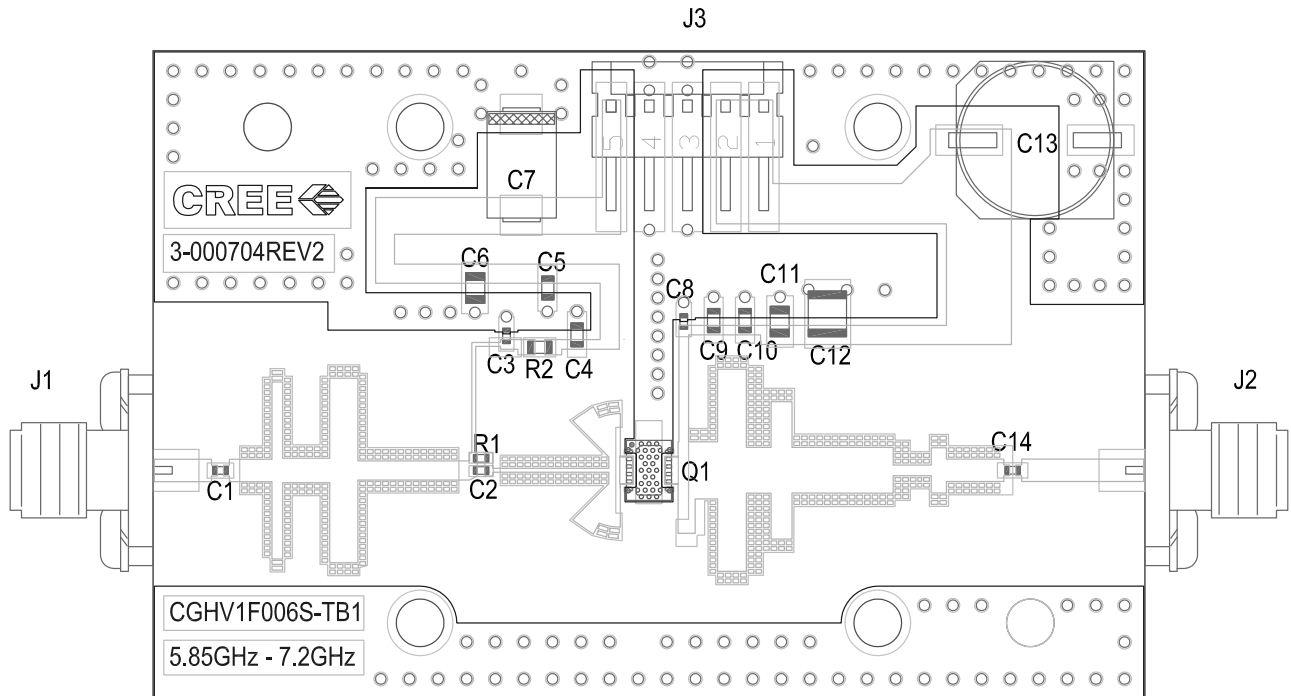 J3
5 4 3 2 1
C13
CREE
C7
3-000704REV2
C6 C5
C8 C11
C9 C10 C12
C3 R2 C4
J1
J2
R1
C1 C2
Q1
C14
CGHV1F006S-TB1
5.85GHz - 7.2GHz